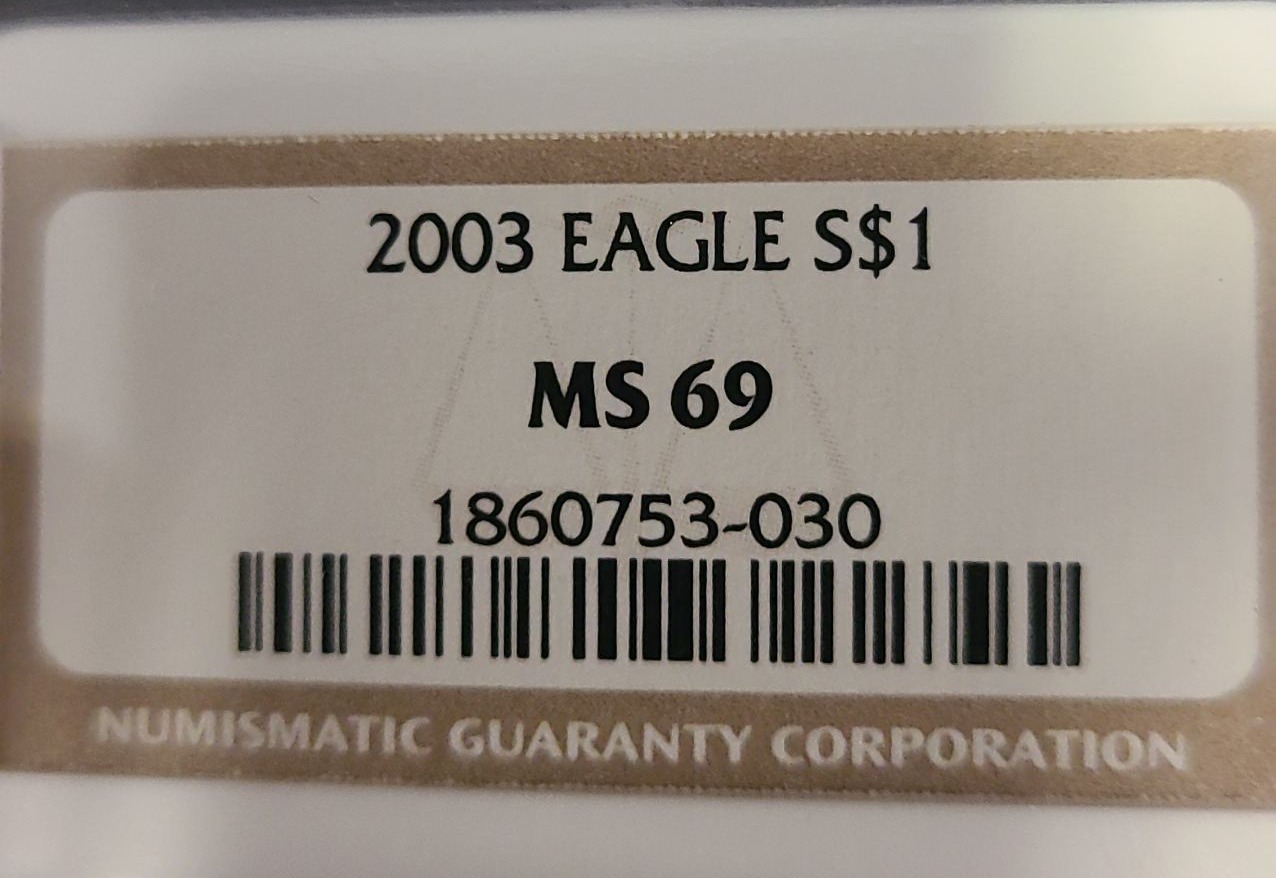 2003 EAGLE S$1
MS 69
1860753-030
NUMISMATIC GUARANTY CORPORATION